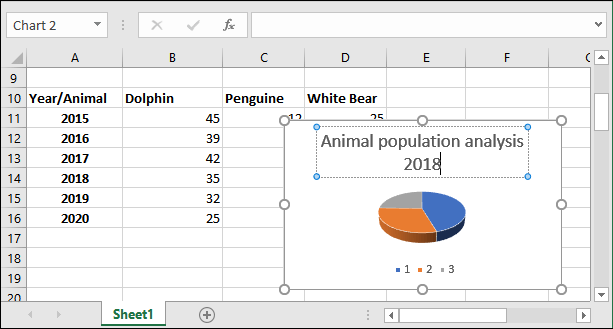 Chart 2
fx
A B C D E F
9
10 Year/Animal Dolphin Penguine White Bear
11 2015 45 12 25
12 2016 39
13 2017 42
14 2018 35
15 2019 32
16 2020 25
17
18
19
20
Animal population analysis
2018
1 2 3
Sheet1